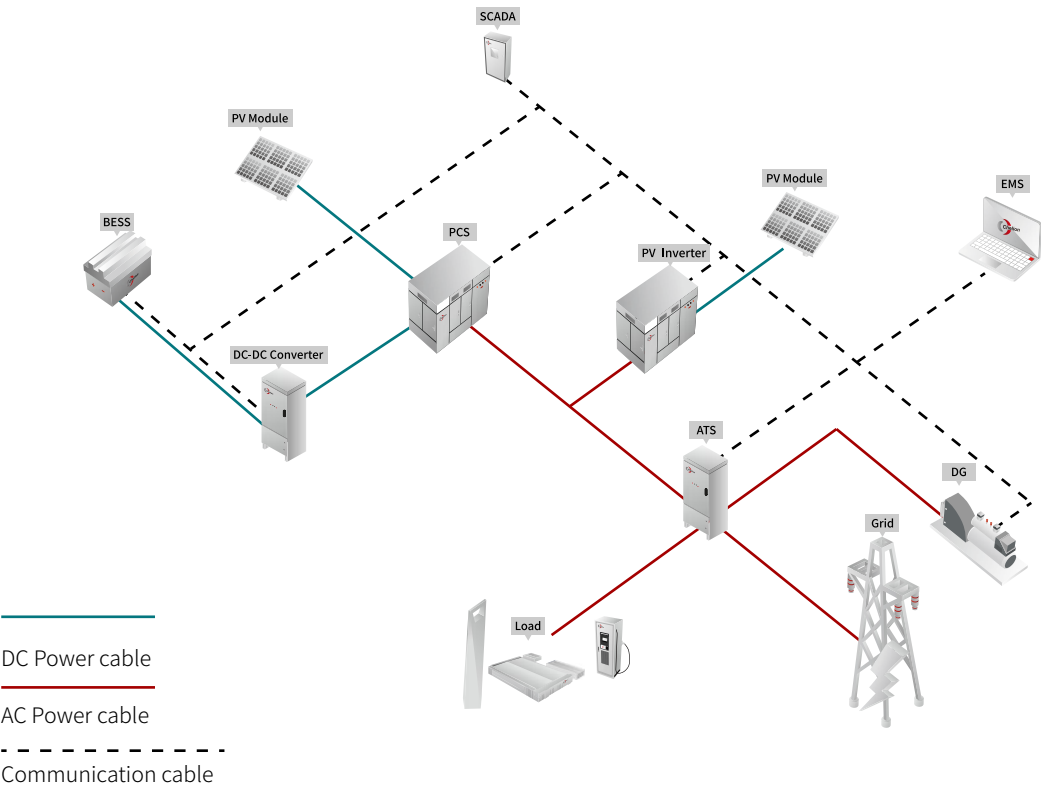 SCADA
PV Module
PV Module
EMS
BESS
PCS
PV Inverter
DC-DC Converter
ATS
DG
Grid
Load
DC Power cable
AC Power cable
Communication cable